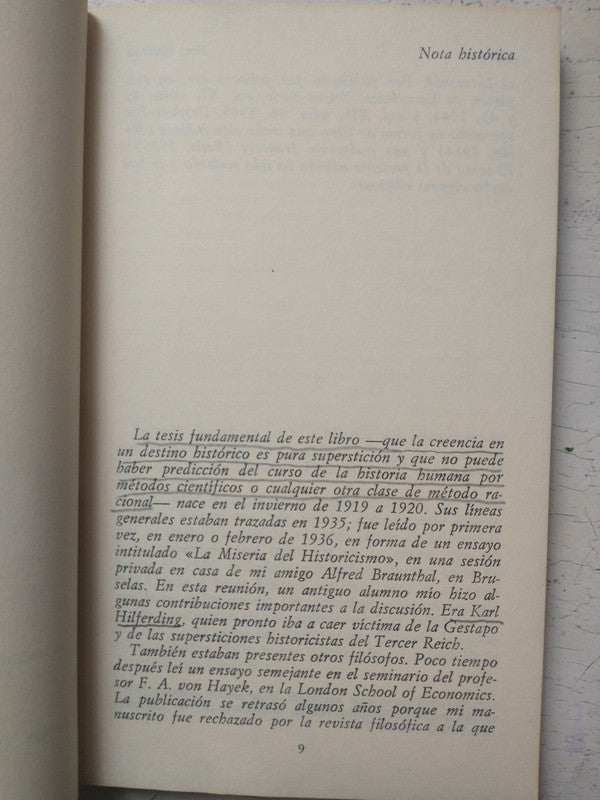 Nota histórica
La tesis fundamental de este libro —que la creencia en
un destino histórico es pura superstición y que no puede
haber predicción del curso de la historia humana por
métodos científicos o cualquier otra clase de método ra-
cional— nace en el invierno de 1919 a 1920. Sus líneas
generales estaban trazadas en 1935; fue leído por primera
vez, en enero o febrero de 1936, en forma de un ensayo
intitulado «La Miseria del Historicismo», en una sesión
privada en casa de mi amigo Alfred Braunthal, en Bru-
selas. En esta reunión, un antiguo alumno mío hizo al-
gunas contribuciones importantes a la discusión. Era Karl
Hilferding, quien pronto iba a caer víctima de la Gestapo
y de las supersticiones historicistas del Tercer Reich.
También estaban presentes otros filósofos. Poco tiempo
después leí un ensayo semejante en el seminario del profe-
sor F. A. von Hayek, en la London School of Economics.
La publicación se retrasó algunos años porque mi ma-
nuscrito fue rechazado por la revista filosófica a la que
9